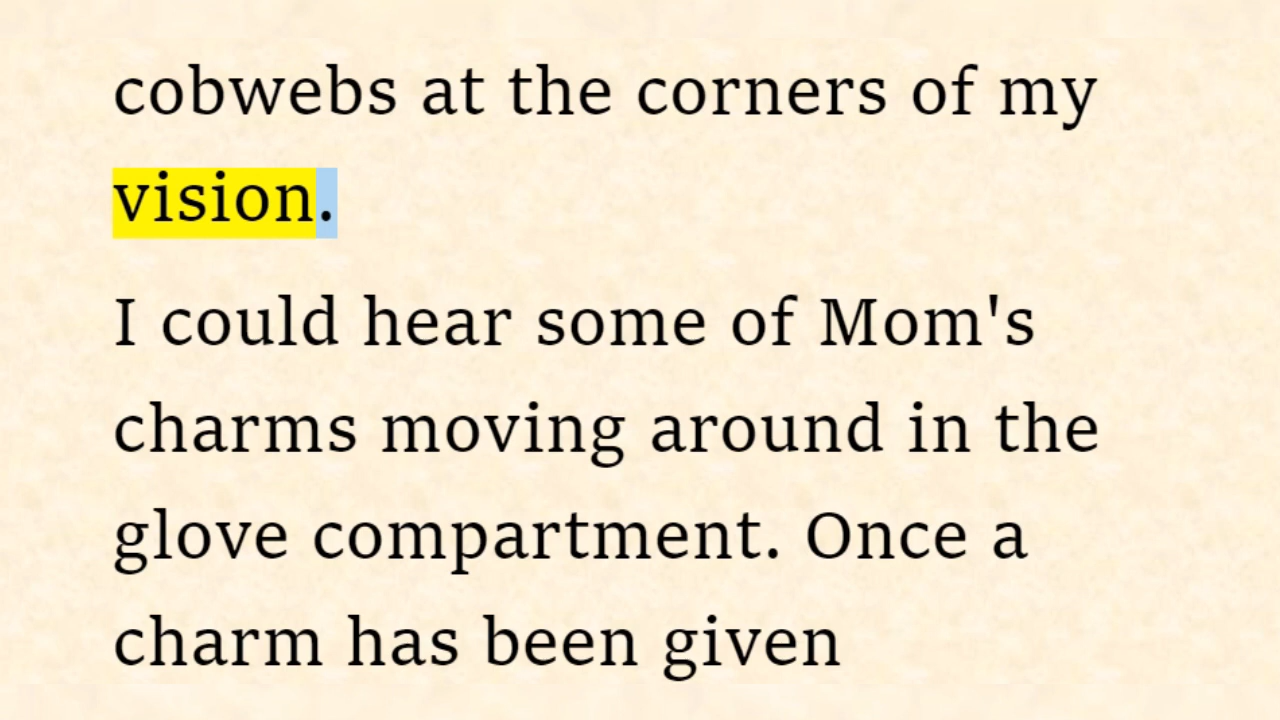 cobwebs at the corners of my
vision.
I could hear some of Mom's
charms moving around in the
glove compartment. Once a
charm has been given